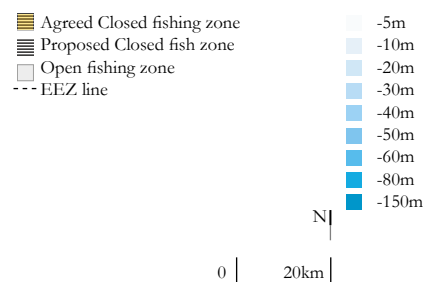 Agreed Closed fishing zone
Proposed Closed fish zone
Open fishing zone
EEZ line
-5m
-10m
-20m
-30m
-40m
-50m
-60m
-80m
-150m
N
0 20km